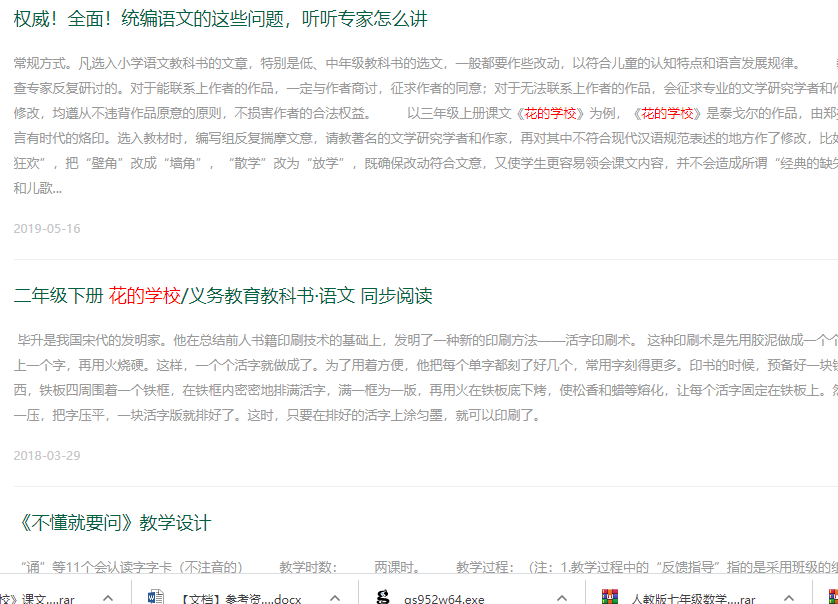 权威！全面！统编语文的这些问题，听听专家怎么讲
常规方式。凡选入小学语文教科书的文章，特别是低、中年级教科书的选文，一般都要作些改动，以符合儿童的认知特点和语言发展规律。
查专家反复研讨的。对于能联系上作者的作品，一定与作者商讨，征求作者的同意；对于无法联系上作者的作品，会征求专业的文学研究学者和作
修改，均遵从不违背作品原意的原则，不损害作者的合法权益。 以三年级上册课文《花的学校》为例，《花的学校》是泰戈尔的作品，由郑
言有时代的烙印。选入教材时，编写组反复揣摩文意，请教著名的文学研究学者和作家，再对其中不符合现代汉语规范表述的地方作了修改，比如
狂欢”，把“壁角”改成“墙角”，“散学”改为“放学”，既确保改动符合文意，又使学生更容易领会课文内容，并不会造成所谓“经典的缺失
和儿歌...
2019-05-16
二年级下册 花的学校/义务教育教科书·语文 同步阅读
毕升是我国宋代的发明家。他在总结前人书籍印刷技术的基础上，发明了一种新的印刷方法——活字印刷术。 这种印刷术是先用胶泥做成一个个
上一个字，再用火烧硬。这样，一个个活字就做成了。为了用着方便，他把每个单字都刻了好几个，常用字刻得更多。印书的时候，预备好一块铁
西，铁板四周围着一个铁框，在铁框内密密地排满活字，满一框为一版，再用火在铁板底下烤，使松香和蜡等熔化，让每个活字固定在铁板上。然
一压，把字压平，一块活字版就排好了。这时，只要在排好的活字上涂匀墨，就可以印刷了。
2018-03-29
《不懂就要问》教学设计
“诵”等11个会认读字字卡（不注音的） 教学时数： 两课时。 教学过程：（注：1.教学过程中的“反馈指导”指的是采用班级的
校》课文....rar
【文档】参考资....docx
gs952w64.exe
人教版七年级数学....rar